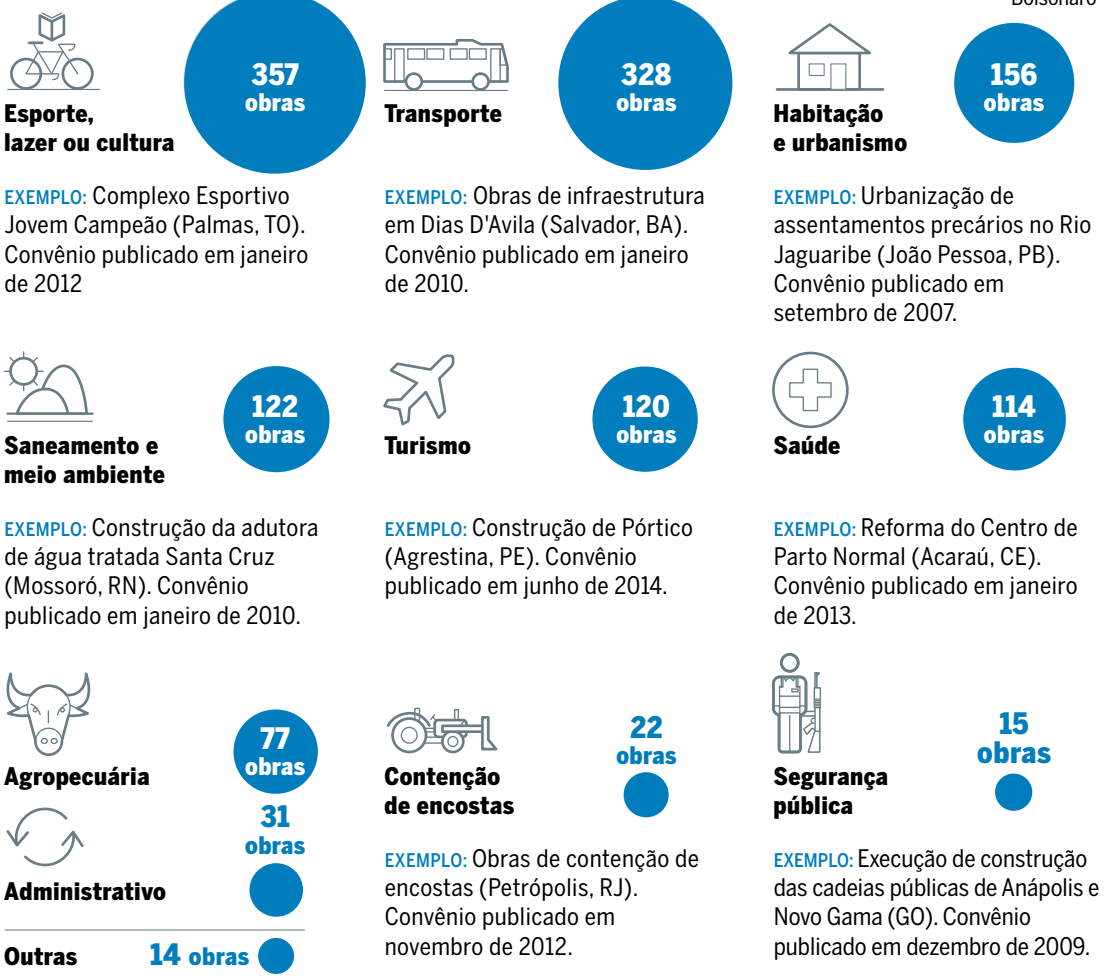 Bolsonaro
Esporte,
lazer ou cultura
357
obras
EXEMPLO: Complexo Esportivo
Jovem Campeão (Palmas, TO).
Convênio publicado em janeiro
de 2012
Transporte
328
obras
EXEMPLO: Obras de infraestrutura
em Dias D'Avila (Salvador, BA).
Convênio publicado em janeiro
de 2010.
Habitação
e urbanismo
156
obras
EXEMPLO: Urbanização de
assentamentos precários no Rio
Jaguaribe (João Pessoa, PB).
Convênio publicado em
setembro de 2007.
Saneamento e
meio ambiente
122
obras
EXEMPLO: Construção da adutora
de água tratada Santa Cruz
(Mossoró, RN). Convênio
publicado em janeiro de 2010.
Turismo
120
obras
EXEMPLO: Construção de Pórtico
(Agrestina, PE). Convênio
publicado em junho de 2014.
Saúde
114
obras
EXEMPLO: Reforma do Centro de
Parto Normal (Acaraú, CE).
Convênio publicado em janeiro
de 2013.
Agropecuária
77
obras
Administrativo
31
obras
Outras
14 obras
Contenção
de encostas
22
obras
EXEMPLO: Obras de contenção de
encostas (Petrópolis, RJ).
Convênio publicado em
novembro de 2012.
Segurança
pública
15
obras
EXEMPLO: Execução de construção
das cadeias públicas de Anápolis e
Novo Gama (GO). Convênio
publicado em dezembro de 2009.